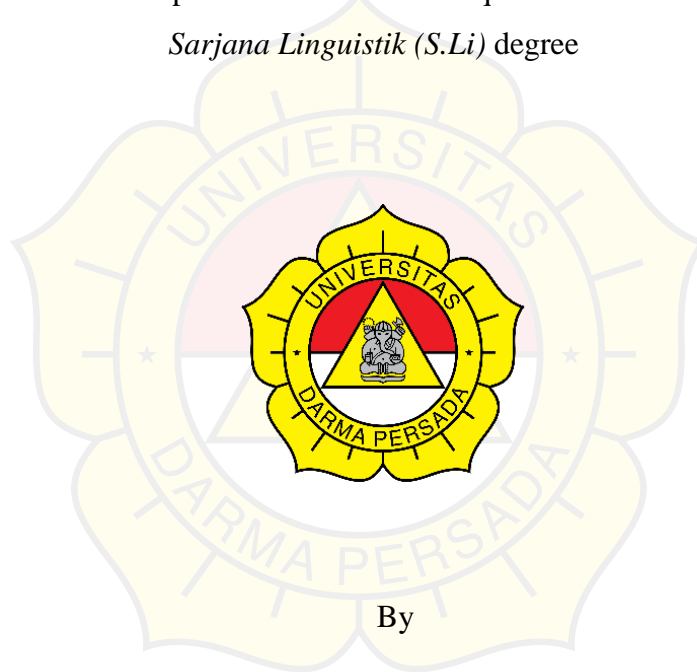 Sarjana Linguistik (S.Li) degree
UNIVERSITAS
DARMA PERSADA
UNIVERSITAS
DARMA PERSADA
By